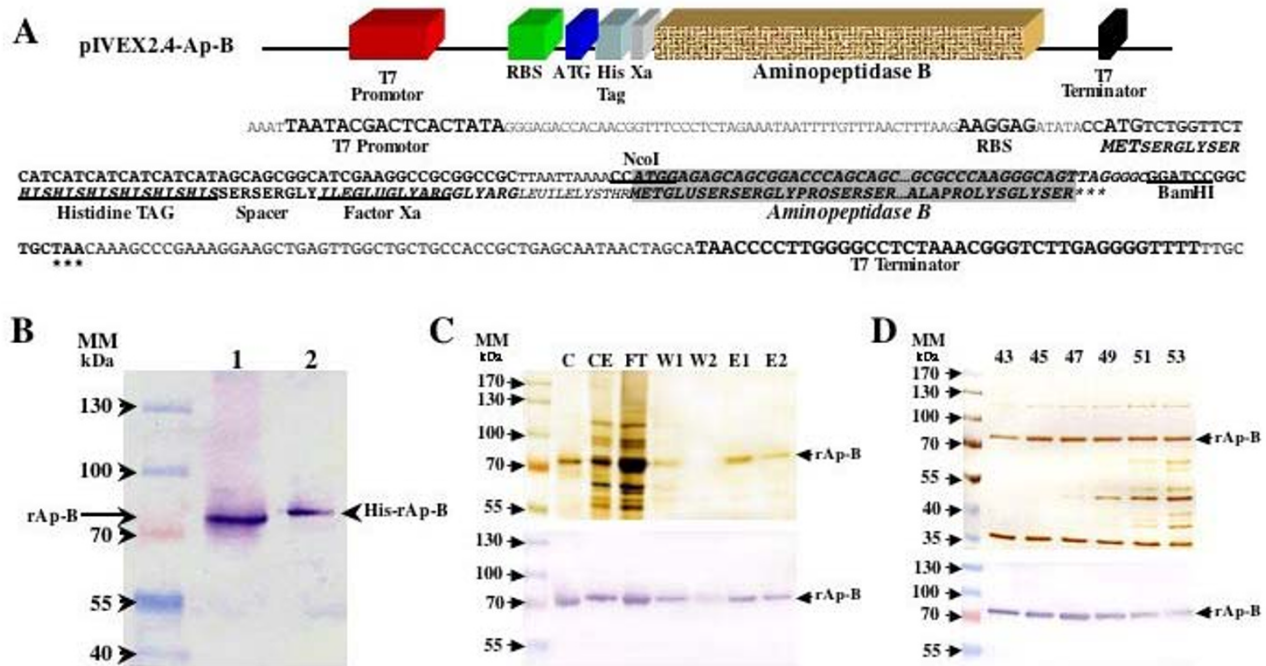 A
pIVEX2.4-Ap-B
T7 Promotor
RBS
ATG
His Tag
Xa
Aminopeptidase B
T7 Terminator
AAATTAATACGACTCACTATAGGGAGACCACAACGGTTTCCCTCTAGAAATAATTTTGTTTAACTTTAAGAAGGAGATATACCATGTCTGGTTCT
T7 Promotor RBS METSERGLYSER
NcoI
CATCATCATCATCATCATAGCAGCGGCATCGAAGGCCGCGGCCGCTTAATTAAACATATGACCATGGAGAGCAGCGGACCCAGCAGC...GCGCCCAAGGGCAGTTAGGGGCGGATCCGGC
HISHISHISHISHISHISSERSERGLYILEGLUGLYARGGLYARGLEUILELYSTHRMETGLUSERSERGLYPROSERSER...ALAPROLYSGLYSER*** BamHI
Histidine TAG Spacer Factor Xa Aminopeptidase B
TGCTAACAAAGCCCGAAAGGAAGCTGAGTTGGCTGCTGCCACCGCTGAGCAATAACTAGCATAACCCCTTGGGGCCTCTAAACGGGTCTTGAGGGGTTTTTTGC
*** T7 Terminator
B
MM
kDa
1 2
130
100
rAp-B
His-rAp-B
70
55
40
C
MM
kDa
C CE FT W1 W2 E1 E2
170
130
100
rAp-B
70
55
130
100
rAp-B
70
55
D
MM
kDa
43 45 47 49 51 53
170
130
100
rAp-B
70
55
40
35
130
100
rAp-B
70
55